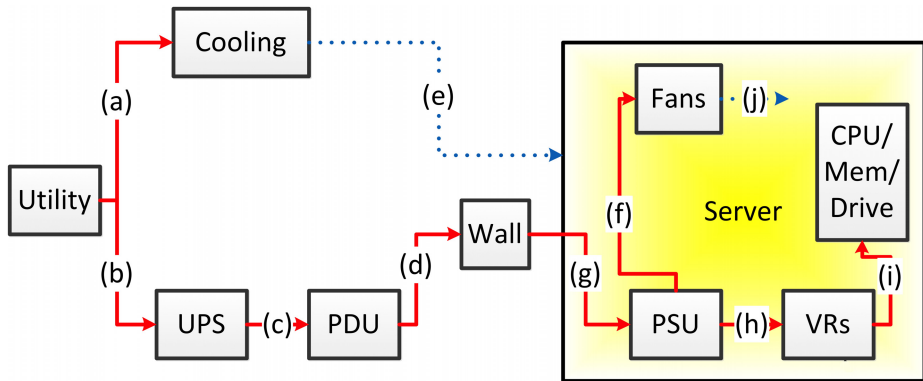 Cooling
(a)
(e)
Fans
(j)
CPU/
Mem/
Drive
Utility
Server
Wall
(f)
(b)
(d)
(g)
(i)
UPS
(c)
PDU
PSU
(h)
VRs